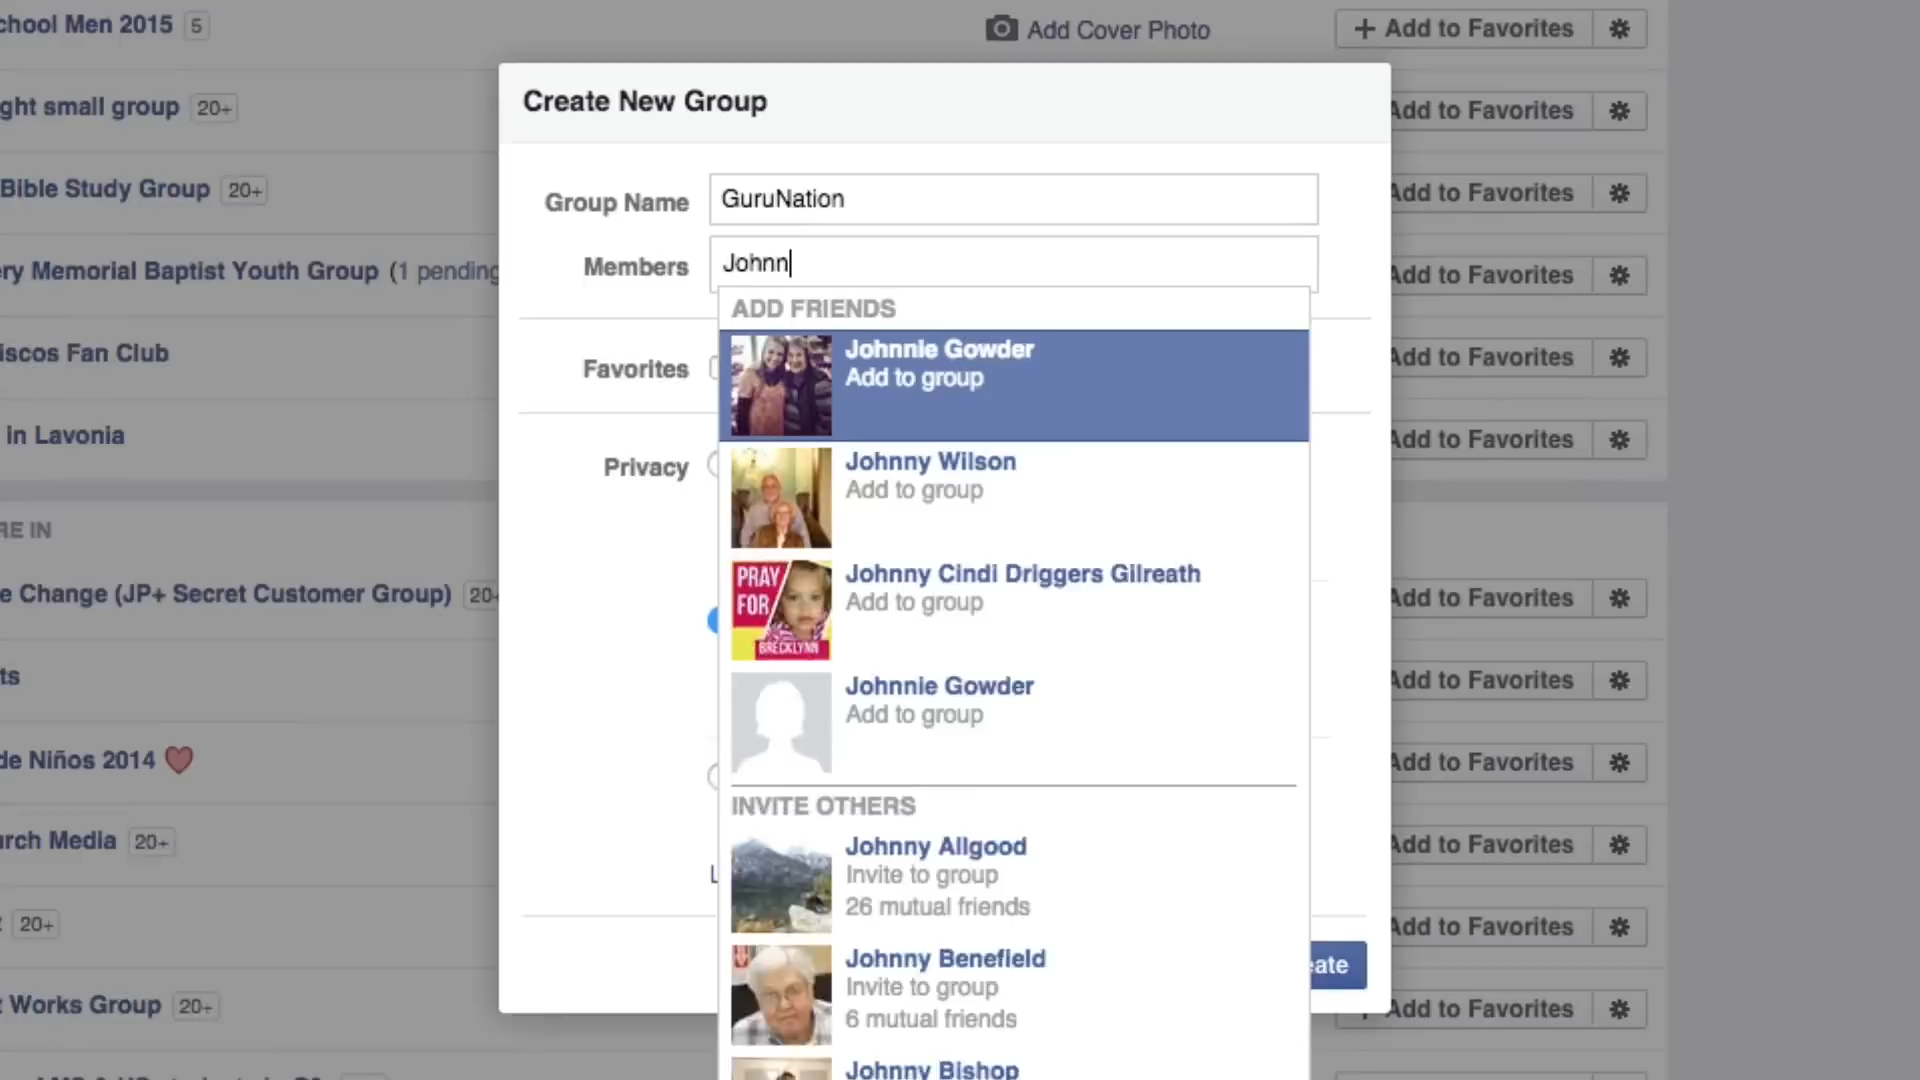 chool Men 2015 5
Add Cover Photo
Add to Favorites
Create New Group
ght small group 20+
Add to Favorites
Group Name GuruNation
Bible Study Group 20+
Add to Favorites
Members Johnn
ery Memorial Baptist Youth Group (1 pending
Add to Favorites
ADD FRIENDS
Johnnie Gowder
Add to group
iscos Fan Club
Add to Favorites
Favorites
in Lavonia
Add to Favorites
Privacy
Johnny Wilson
Add to group
RE IN
PRAY
FOR
BRECKLYNN
Johnny Cindi Driggers Gilreath
Add to group
e Change (JP+ Secret Customer Group) 20+
Add to Favorites
ts
Add to Favorites
Johnnie Gowder
Add to group
de Niños 2014
Add to Favorites
INVITE OTHERS
urch Media 20+
Add to Favorites
Johnny Allgood
Invite to group
26 mutual friends
20+
Add to Favorites
Johnny Benefield
Invite to group
6 mutual friends
eate
t Works Group 20+
Add to Favorites
Johnny Bishop